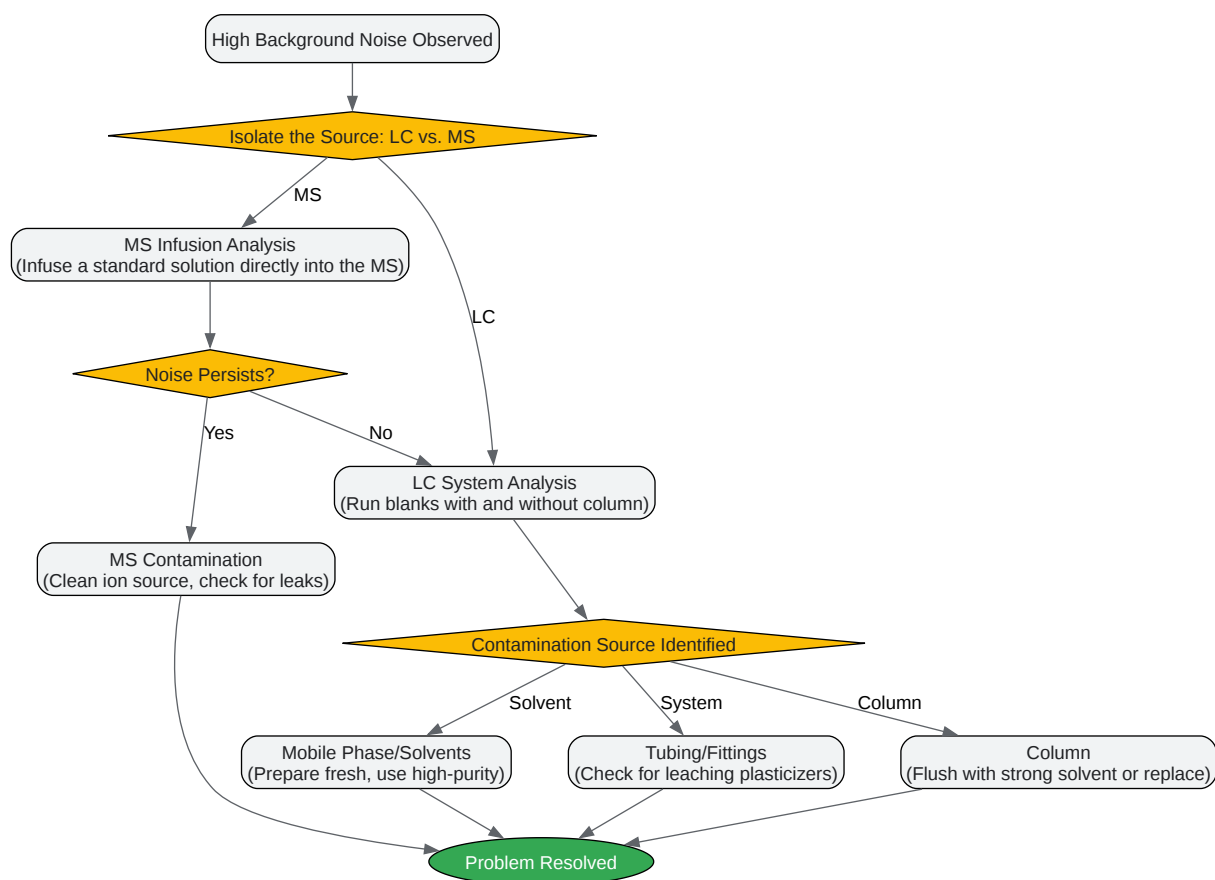 High Background Noise Observed
Isolate the Source: LC vs. MS
MS
MS Infusion Analysis
(Infuse a standard solution directly into the MS)
LC
Noise Persists?
Yes
No
LC System Analysis
(Run blanks with and without column)
MS Contamination
(Clean ion source, check for leaks)
Contamination Source Identified
Solvent
System
Column
Mobile Phase/Solvents
(Prepare fresh, use high-purity)
Tubing/Fittings
(Check for leaching plasticizers)
Column
(Flush with strong solvent or replace)
Problem Resolved